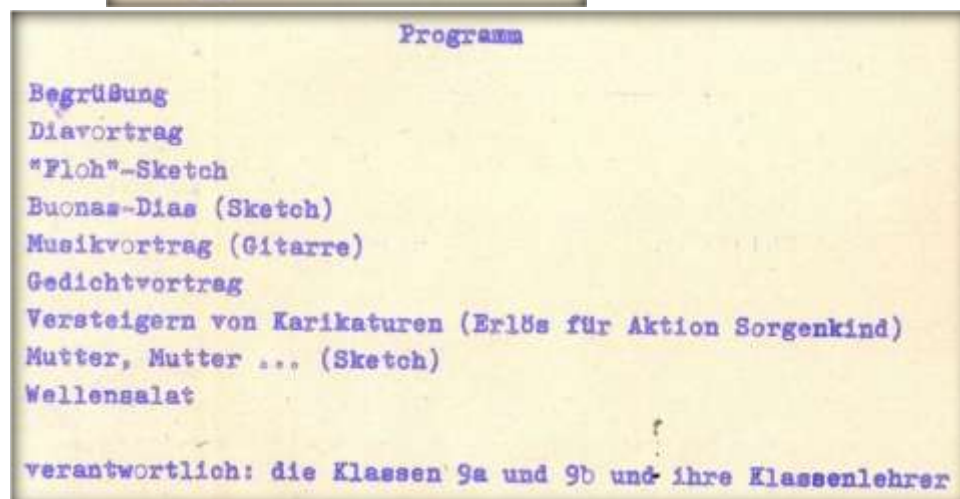 Programm
Begrüßung
Diavortrag
"Floh"-Sketch
Buonas-Dias (Sketch)
Musikvortrag (Gitarre)
Gedichtvortrag
Versteigern von Karikaturen (Erlös für Aktion Sorgenkind)
Mutter, Mutter ... (Sketch)
Wellensalat
verantwortlich: die Klassen 9a und 9b und ihre Klassenlehrer